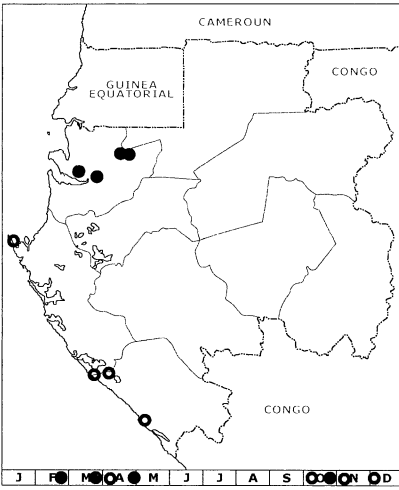 CAMEROUN
GUINEA
EQUATORIAL
CONGO
CONGO
J F M A M J J A S O N D